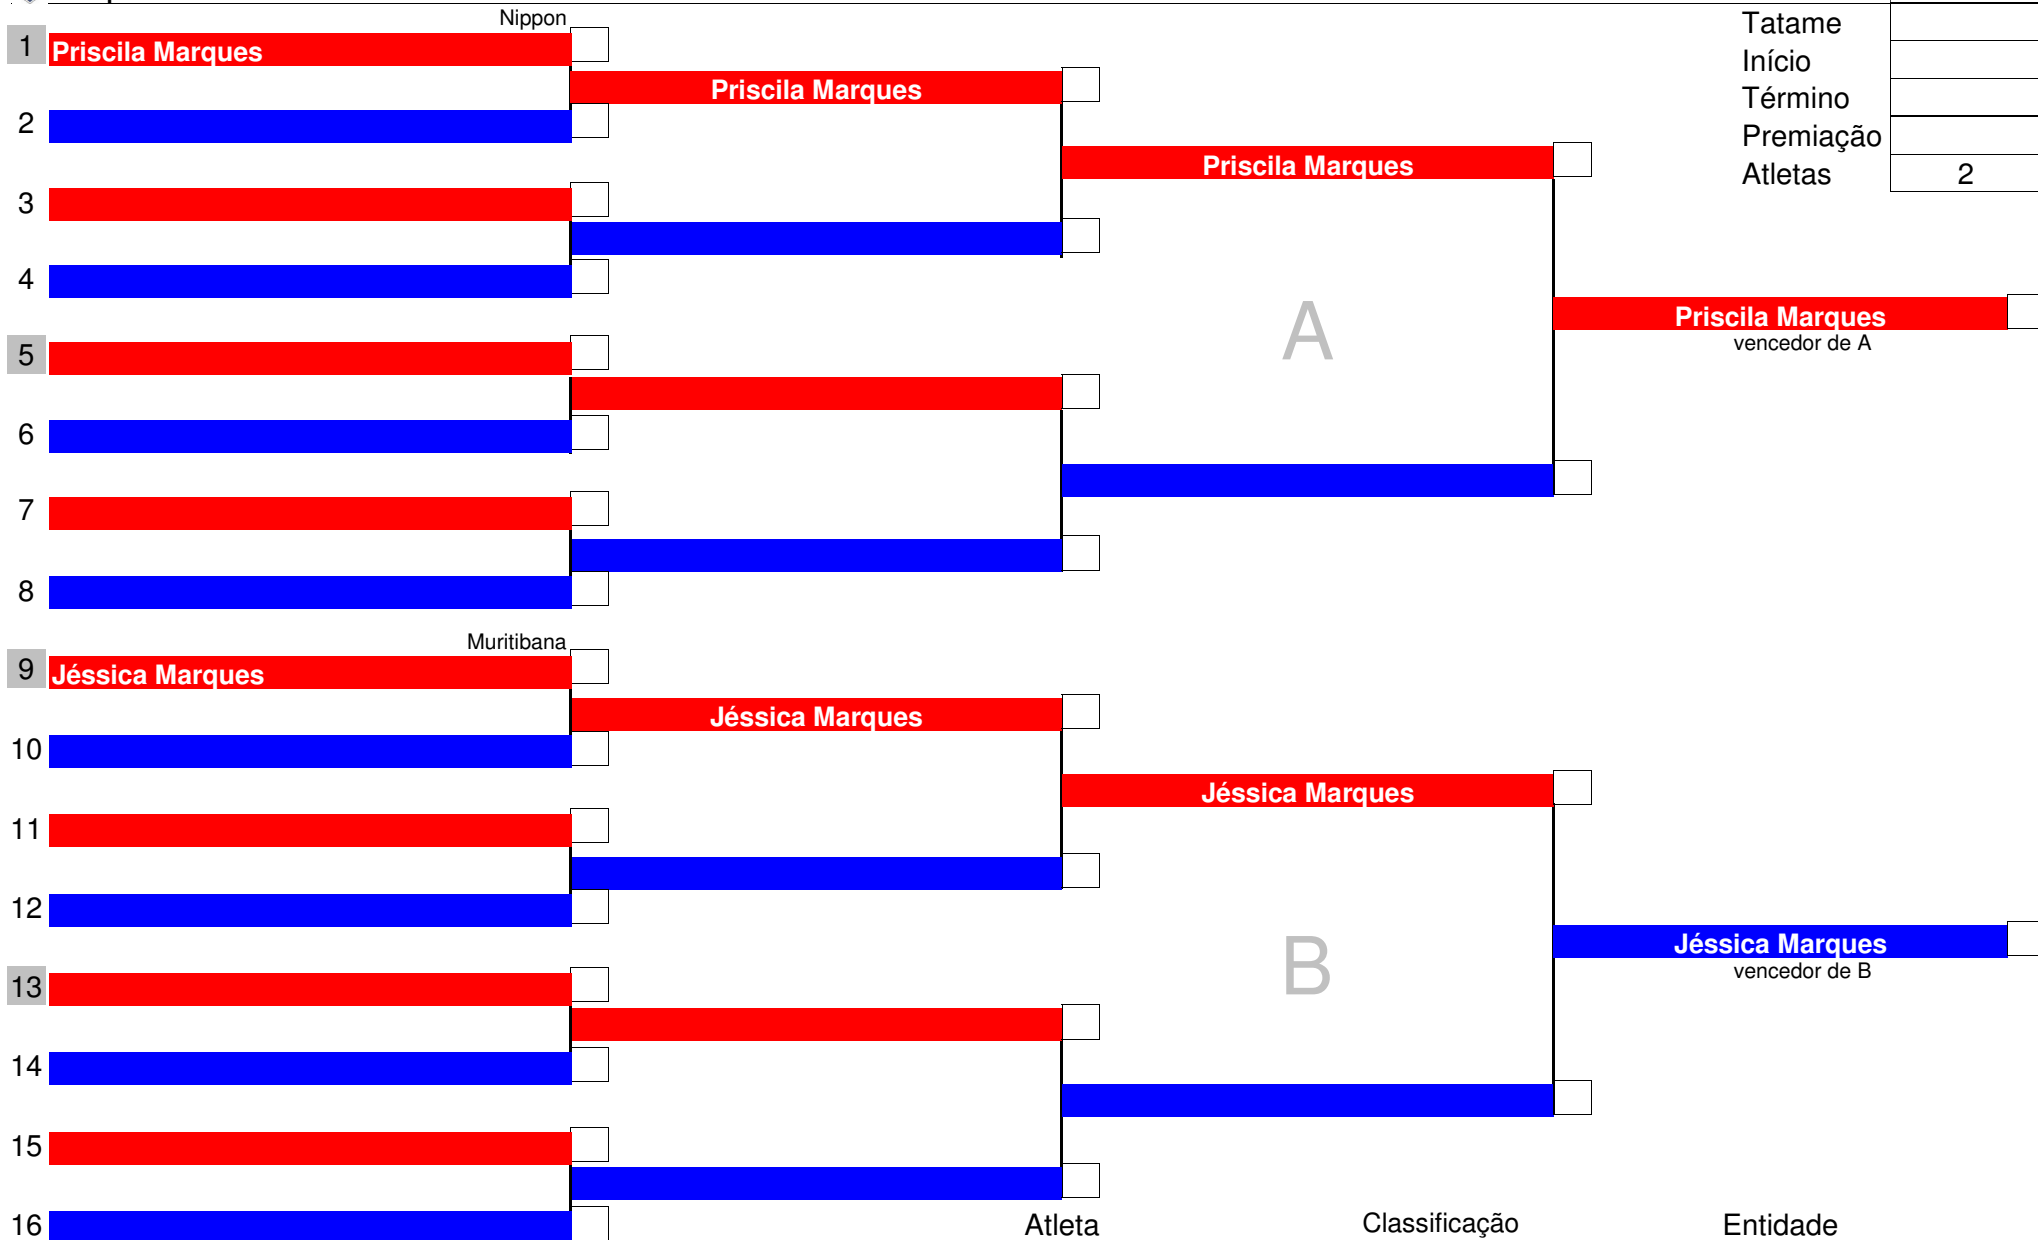 Nippon
Tatame
1 Priscila Marques
Início
Priscila Marques
Término
2
Premiação
Priscila Marques
Atletas 2
3
4
A
Priscila Marques
vencedor de A
5
6
7
8
Muritibana
9 Jéssica Marques
Jéssica Marques
10
Jéssica Marques
11
12
B
Jéssica Marques
vencedor de B
13
14
15
16
Atleta Classificação Entidade